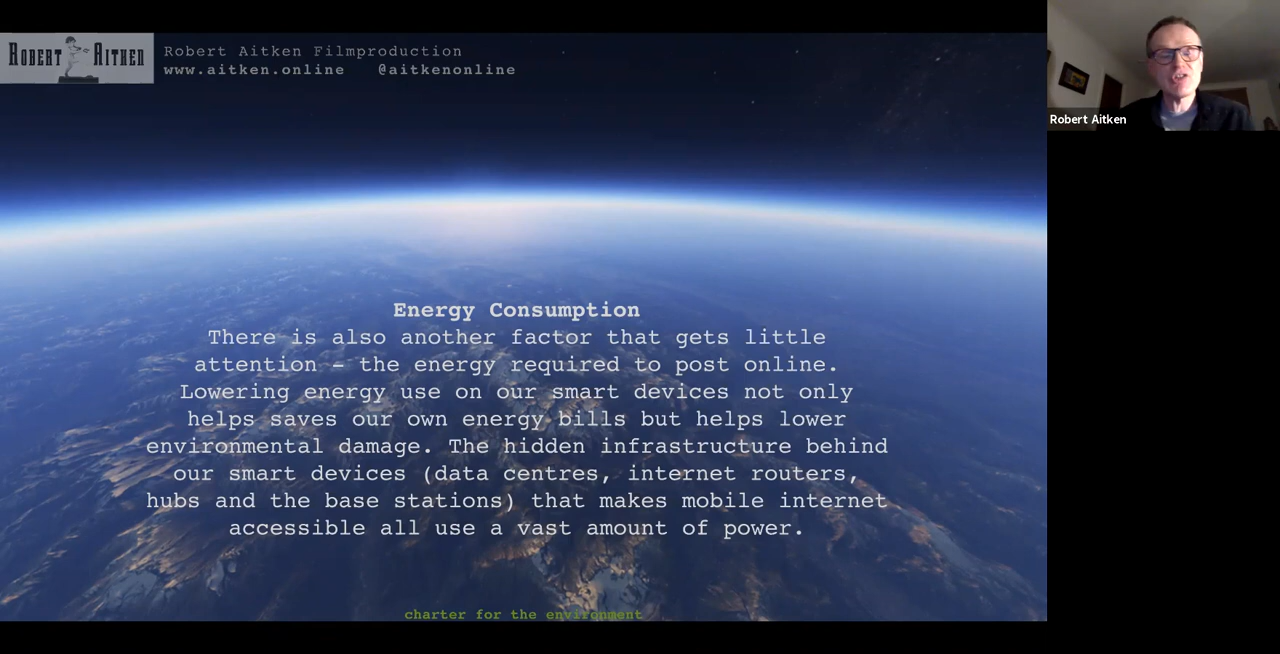 ROBERT AITKEN
Robert Aitken Filmproduction
www.aitken.online @aitkenonline
Robert Aitken
Energy Consumption
There is also another factor that gets little
attention – the energy required to post online.
Lowering energy use on our smart devices not only
helps saves our own energy bills but helps lower
environmental damage. The hidden infrastructure behind
our smart devices (data centres, internet routers,
hubs and the base stations) that makes mobile internet
accessible all use a vast amount of power.
charter for the environment